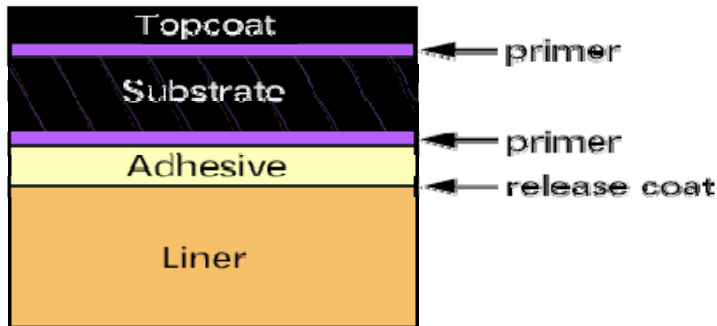 Topcoat
primer
Substrate
primer
Adhesive
release coat
Liner